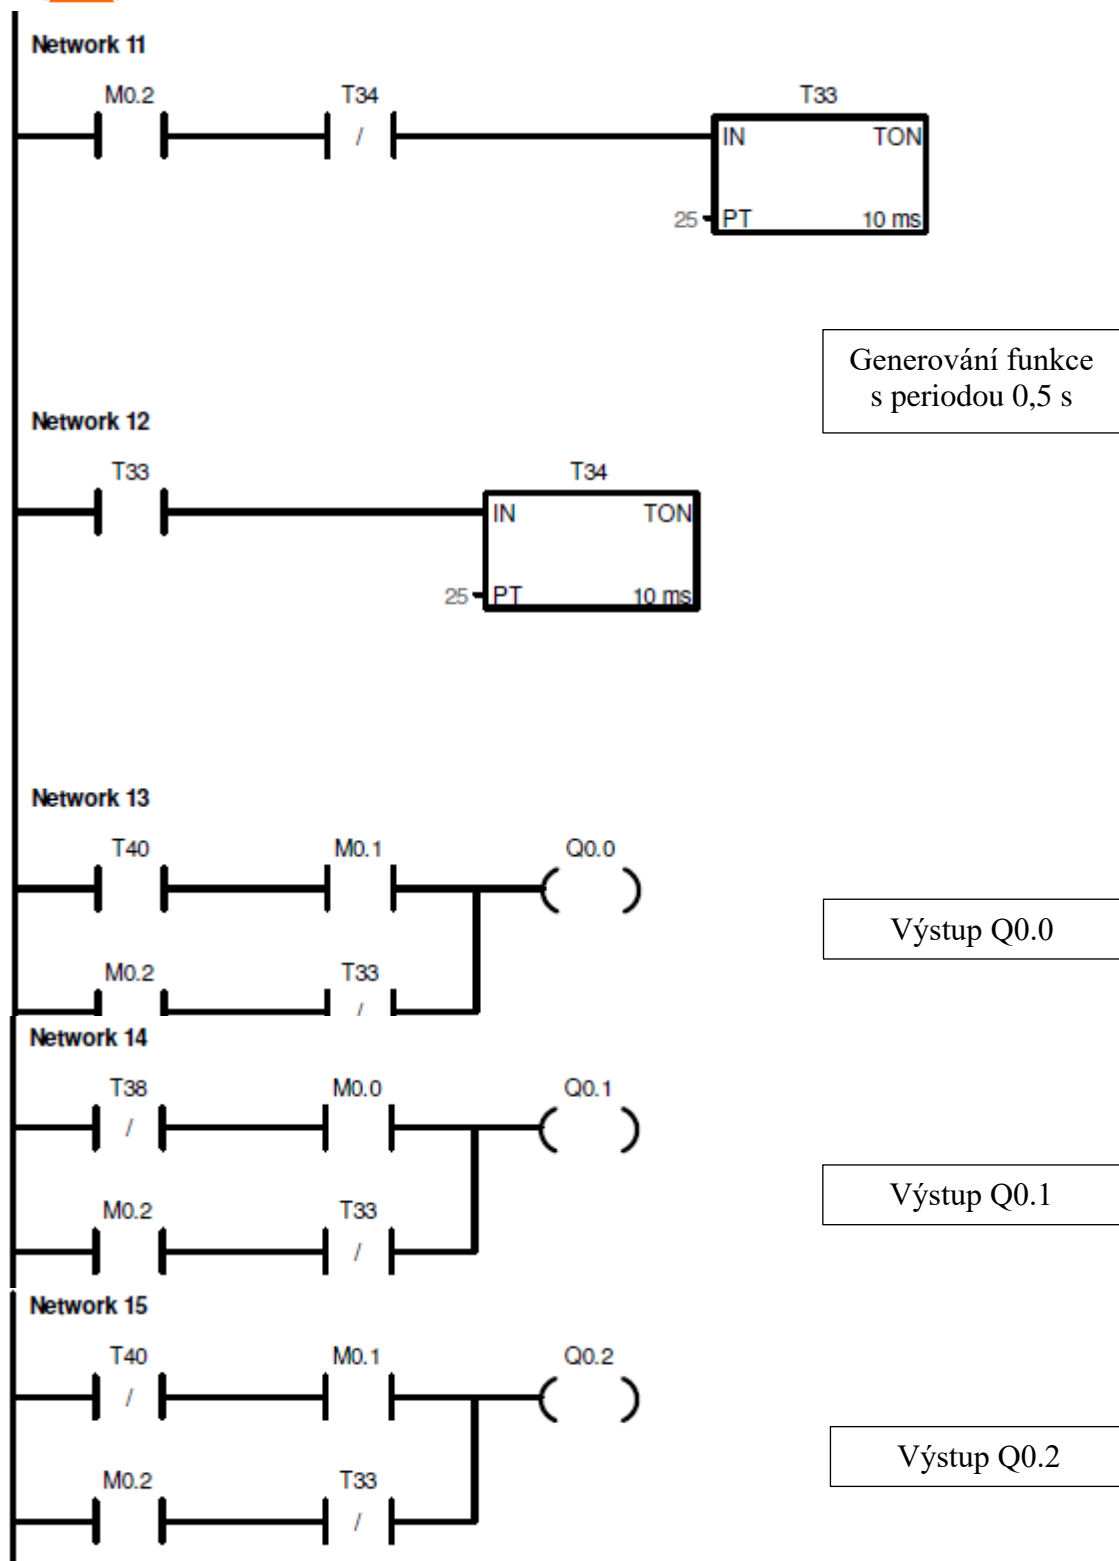 Network 11
M0.2 T34 T33
/ IN TON
25 PT 10 ms
Generování funkce
s periodou 0,5 s
Network 12
T33 T34
IN TON
25 PT 10 ms
Network 13
T40 M0.1 Q0.0
Výstup Q0.0
M0.2 T33
/
Network 14
T38 M0.0 Q0.1
/
Výstup Q0.1
M0.2 T33
/
Network 15
T40 M0.1 Q0.2
/
Výstup Q0.2
M0.2 T33
/